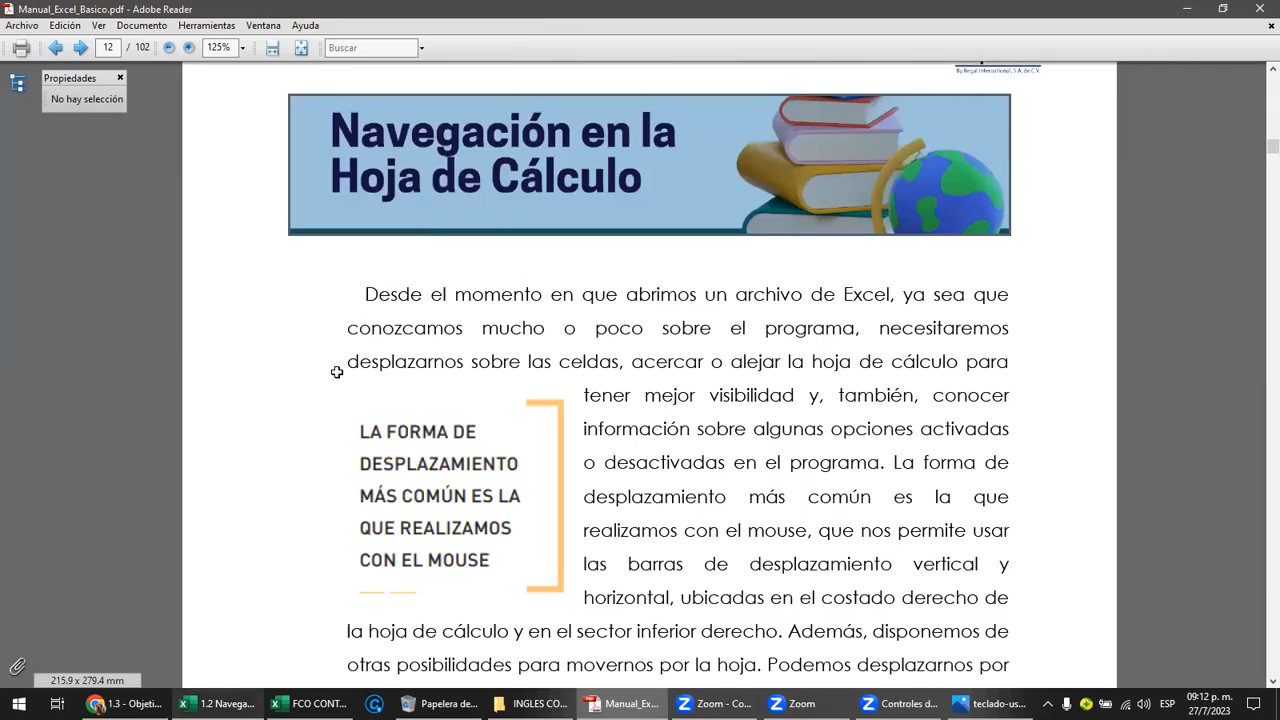 Manual_Excel_Basico.pdf - Adobe Reader
Archivo Edición Ver Documento Herramientas Ventana Ayuda
12 / 102 125% Buscar
Propiedades
No hay selección
By Regal International, S.A. de C.V.
Navegación en la
Hoja de Cálculo
Desde el momento en que abrimos un archivo de Excel, ya sea que
conozcamos mucho o poco sobre el programa, necesitaremos
desplazarnos sobre las celdas, acercar o alejar la hoja de cálculo para
tener mejor visibilidad y, también, conocer
información sobre algunas opciones activadas
o desactivadas en el programa. La forma de
desplazamiento más común es la que
realizamos con el mouse, que nos permite usar
las barras de desplazamiento vertical y
horizontal, ubicadas en el costado derecho de
LA FORMA DE
DESPLAZAMIENTO
MÁS COMÚN ES LA
QUE REALIZAMOS
CON EL MOUSE
la hoja de cálculo y en el sector inferior derecho. Además, disponemos de
otras posibilidades para movernos por la hoja. Podemos desplazarnos por
215.9 x 279.4 mm
1.3 - Objetivo... 1.2 Navega... FCO CONT... Papelera de... INGLES CO... Manual_Ex... Zoom - Co... Zoom Controles d... teclado-us... ESP
09:12 p. m.
27/7/2023